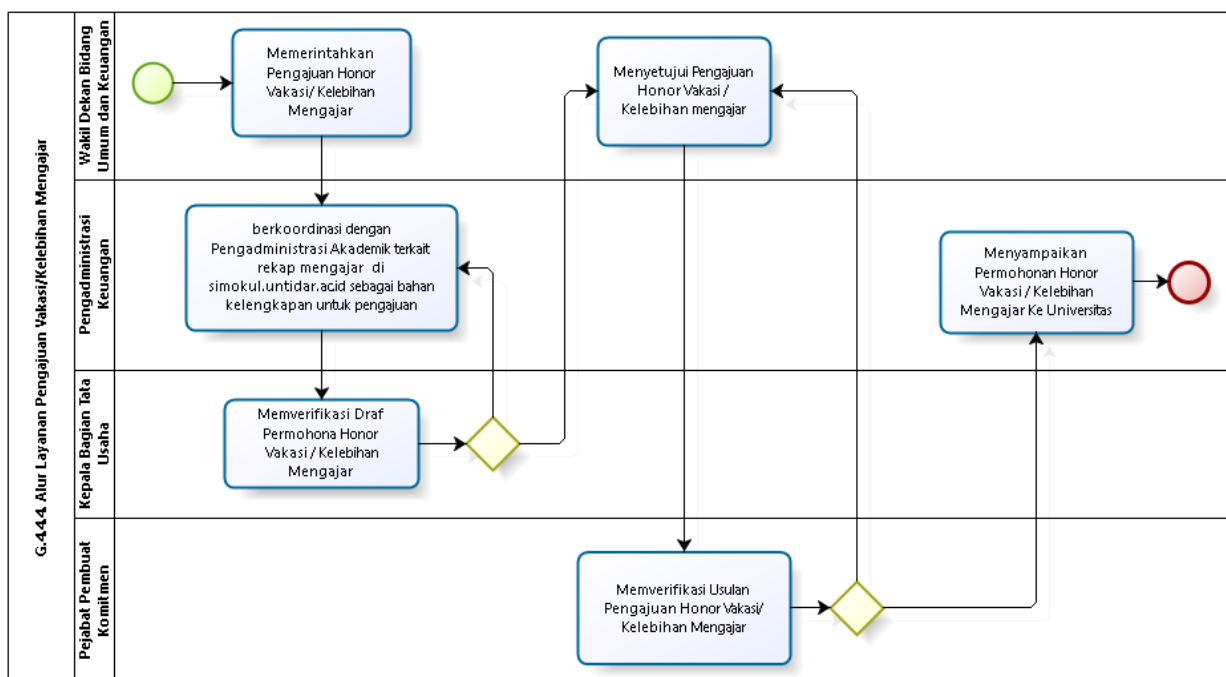 G.4.4.4. Alur Layanan Pengajuan Vakasi/Kelebihan Mengajar
Wakil Dekan Bidang
Umum dan Keuangan
Memerintahkan
Pengajuan Honor
Vakasi/ Kelebihan
Mengajar
Menyetujui Pengajuan
Honor Vakasi /
Kelebihan mengajar
Pengadministrasi
Keuangan
berkoordinasi dengan
Pengadministrasi Akademik terkait
rekap mengajar di
simokul.untidar.ac.id sebagai bahan
kelengkapan untuk pengajuan
Menyampaikan
Permohonan Honor
Vakasi / Kelebihan
Mengajar Ke Universitas
Kepala Bagian Tata
Usaha
Memverifikasi Draf
Permohona Honor
Vakasi / Kelebihan
Mengajar
Pejabat Pembuat
Komitmen
Memverifikasi Usulan
Pengajuan Honor Vakasi/
Kelebihan Mengajar